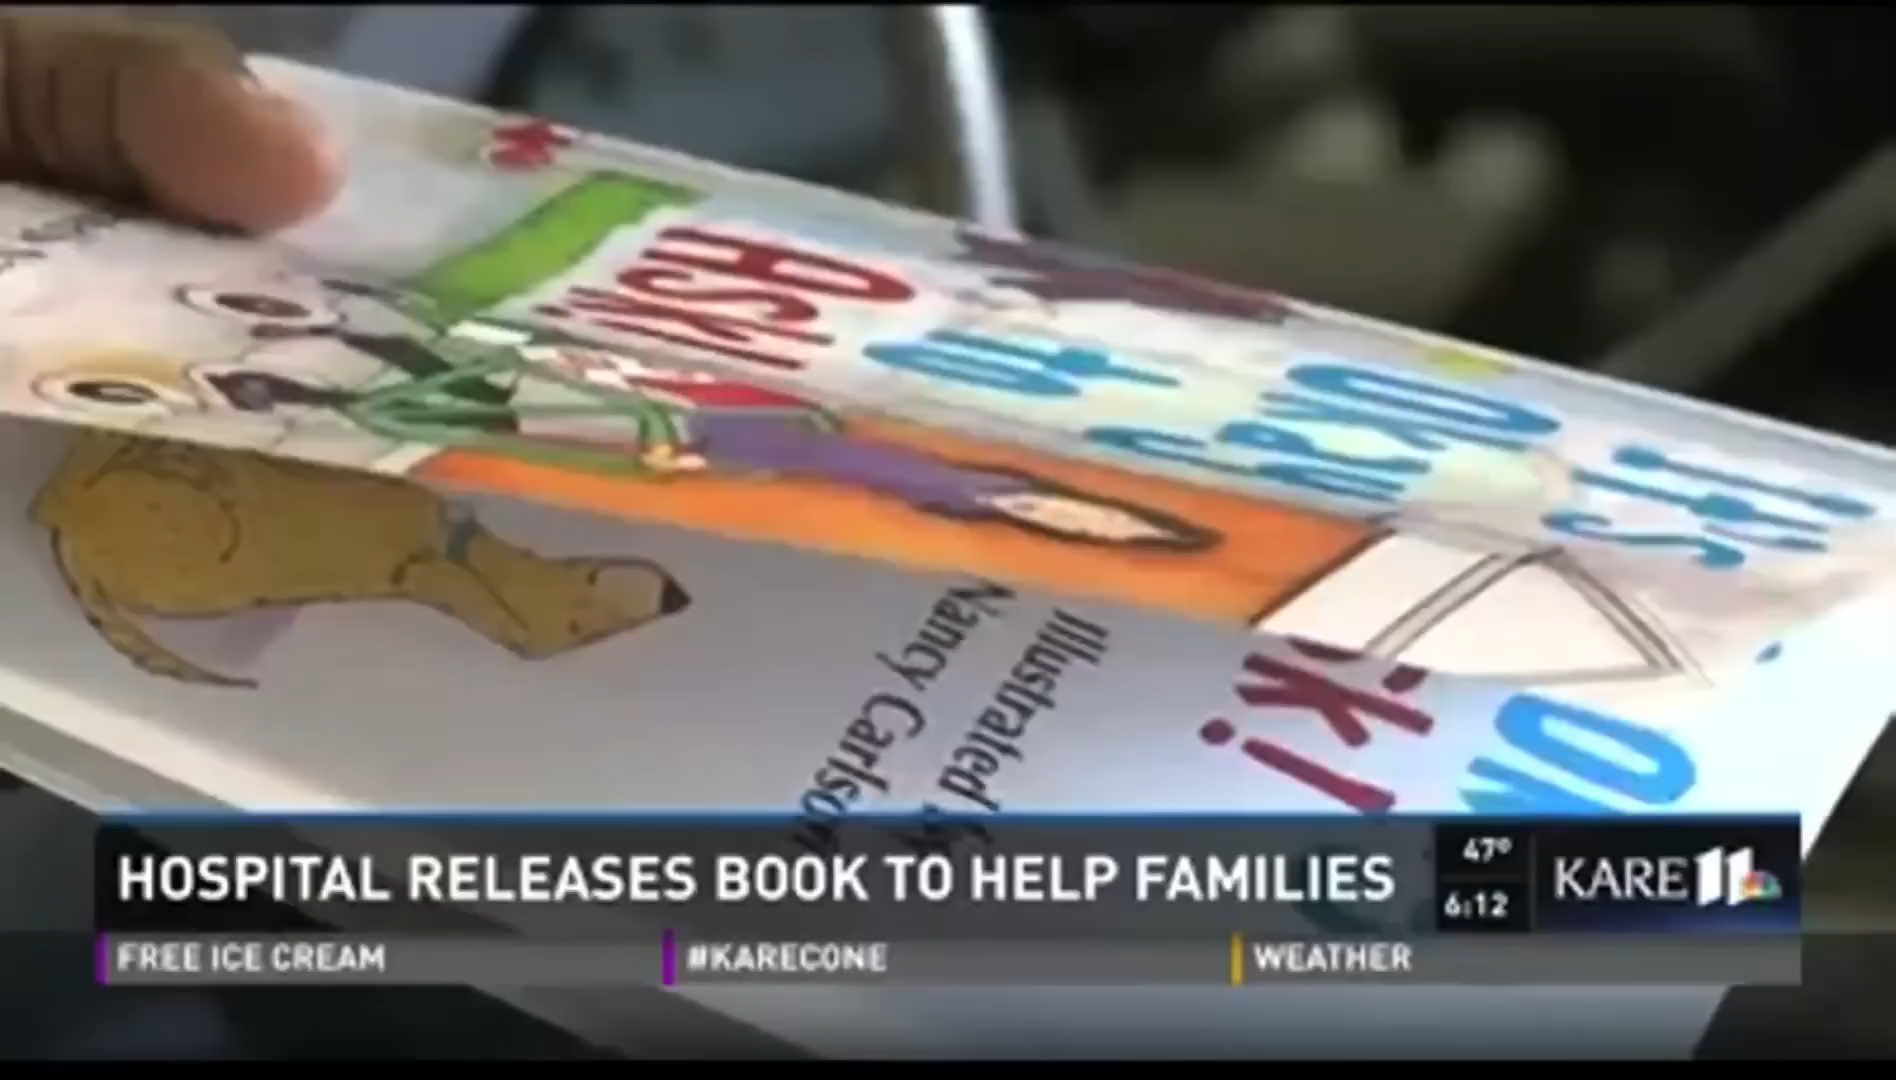 IT'S
OKAY
to
ASK!
Illustrated by
Nancy Carlson
HOSPITAL RELEASES BOOK TO HELP FAMILIES
47°
6:12
KARE 11
FREE ICE CREAM
#KARECONE
WEATHER